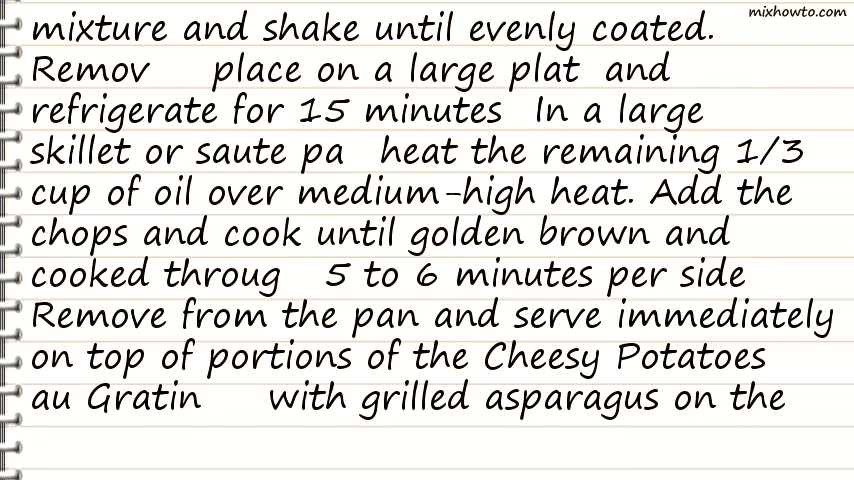 mixhowto.com
mixture and shake until evenly coated.
Remov place on a large plat and
refrigerate for 15 minutes In a large
skillet or saute pa heat the remaining 1/3
cup of oil over medium-high heat. Add the
chops and cook until golden brown and
cooked throug 5 to 6 minutes per side
Remove from the pan and serve immediately
on top of portions of the Cheesy Potatoes
au Gratin with grilled asparagus on the